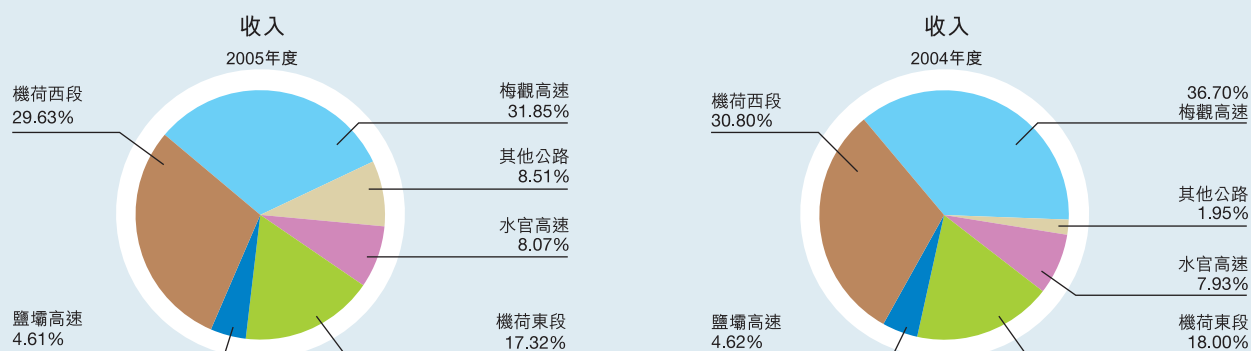 收入
2005年度
機荷西段
29.63%
梅觀高速
31.85%
其他公路
8.51%
水官高速
8.07%
鹽壩高速
4.61%
機荷東段
17.32%
收入
2004年度
機荷西段
30.80%
36.70%
梅觀高速
其他公路
1.95%
水官高速
7.93%
鹽壩高速
4.62%
機荷東段
18.00%